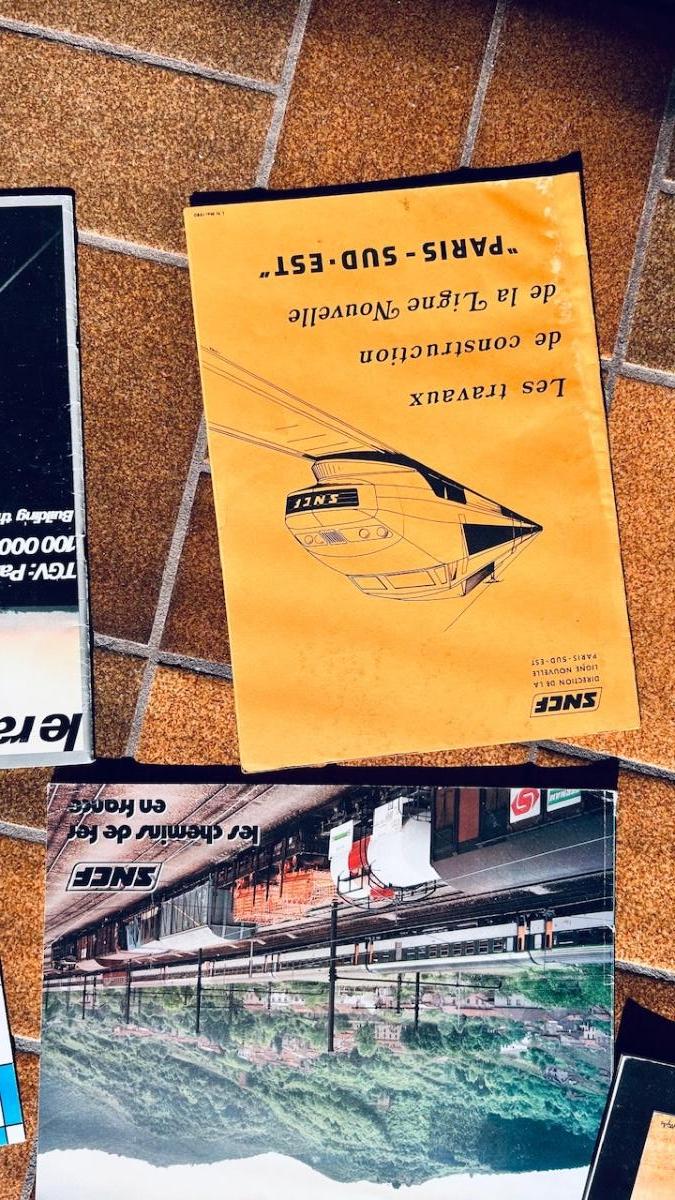 SNCF
DIRECTION DE LA
LIGNE NOUVELLE
PARIS-SUD-EST
SNCF
Les travaux
de construction
de la Ligne Nouvelle
"PARIS-SUD-EST"
le ra
TGV: Pa
100 000
Building th
SNCF
les chemins de fer
en france